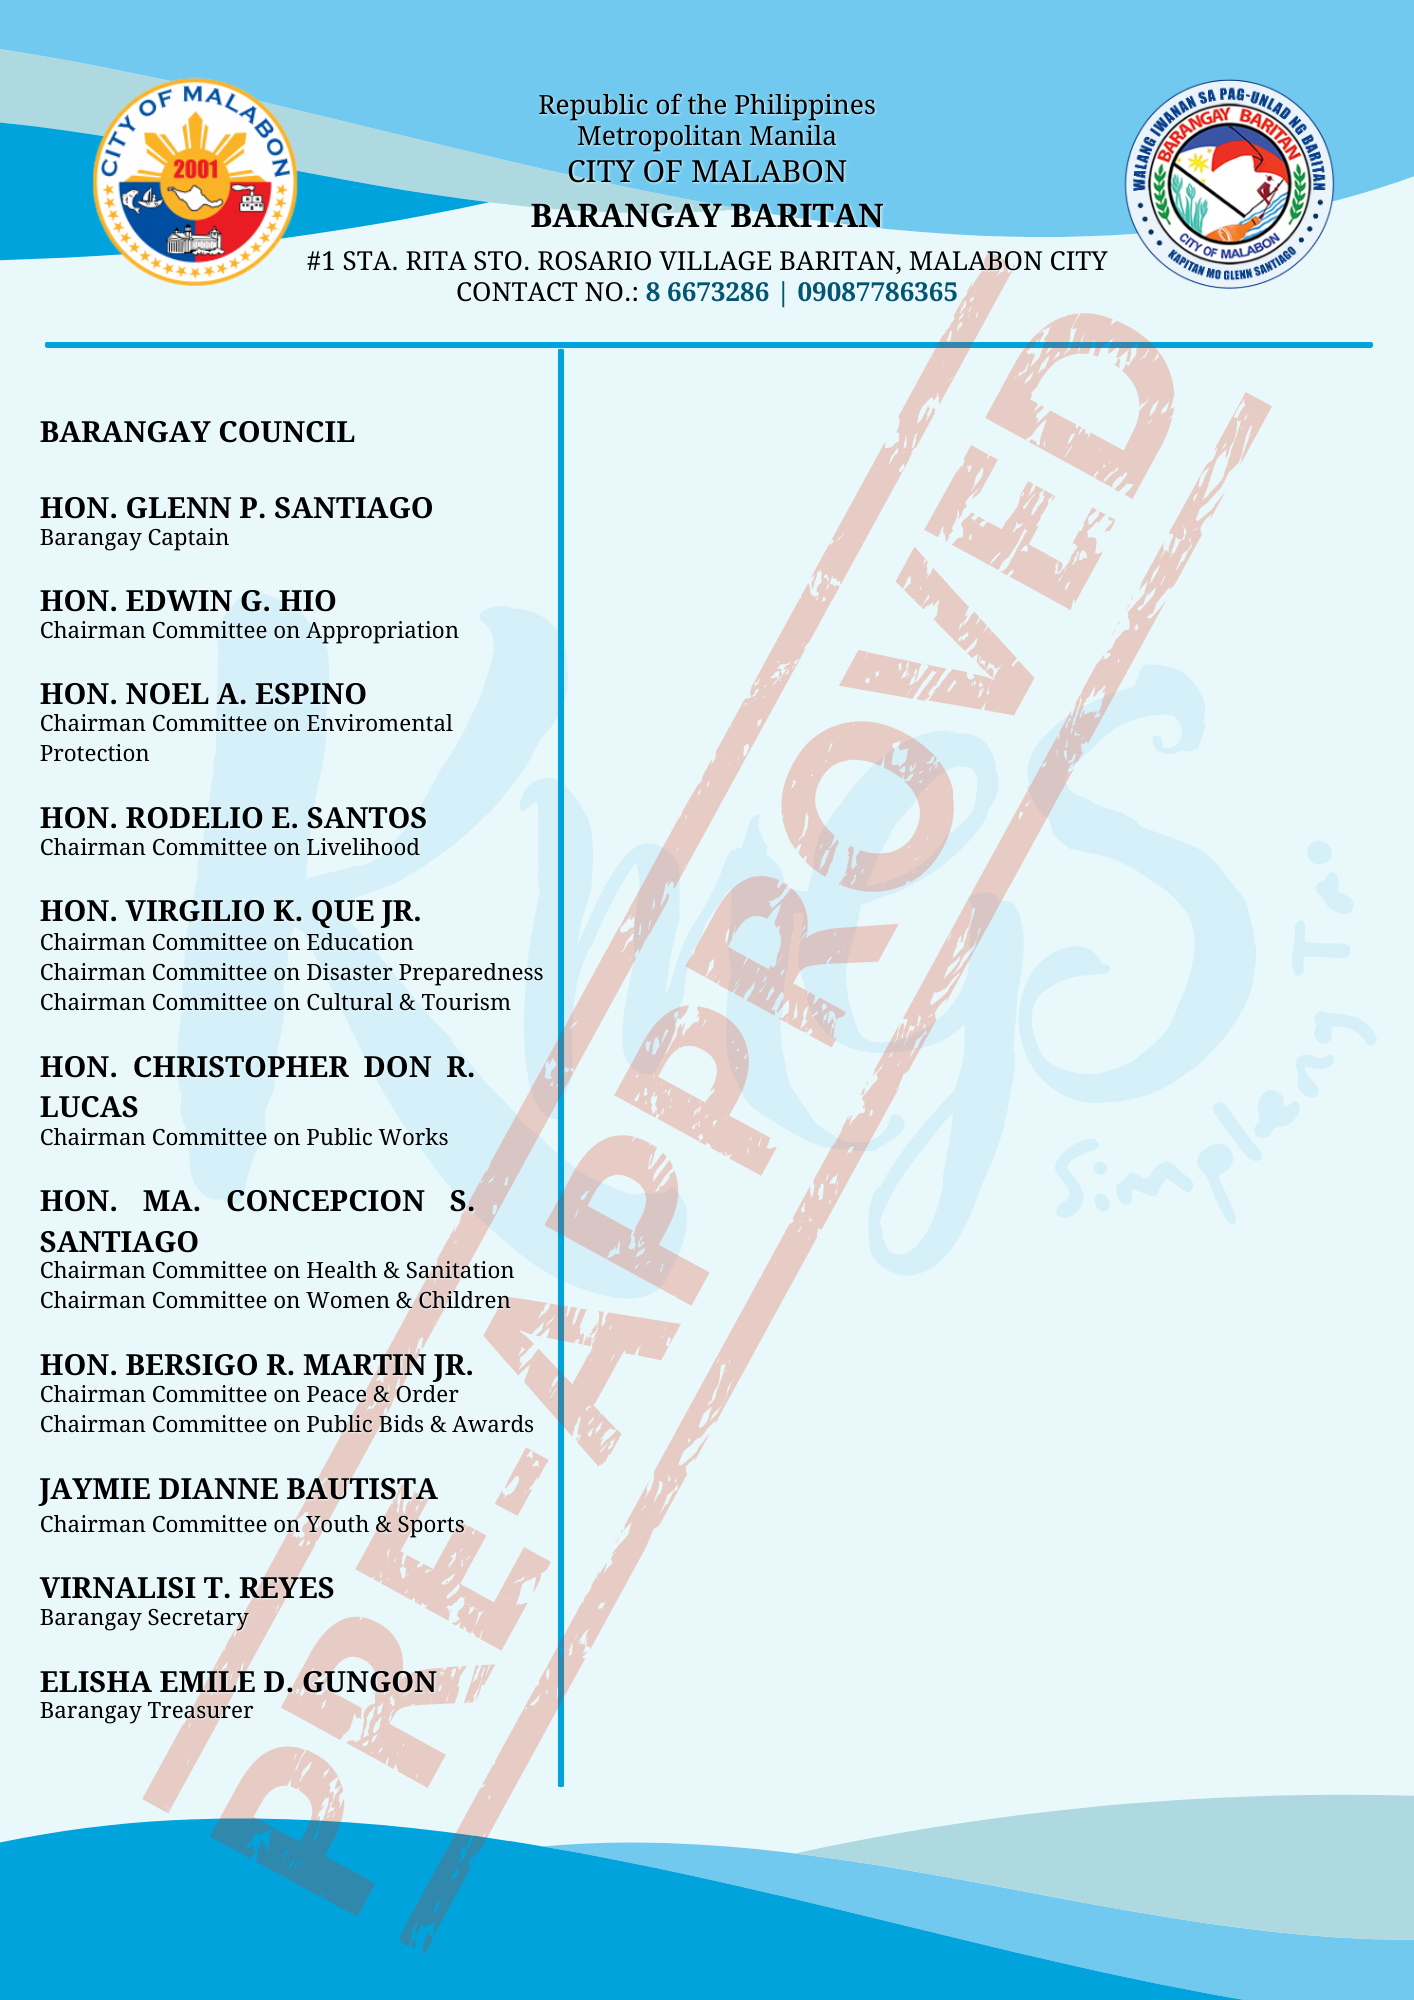 CITY OF MALABON
2001
Republic of the Philippines
Metropolitan Manila
CITY OF MALABON
BARANGAY BARITAN
#1 STA. RITA STO. ROSARIO VILLAGE BARITAN, MALABON CITY
CONTACT NO.: 8 6673286 | 09087786365
WALANG IWANAN SA PAG-UNLAD NG BARITAN
BARANGAY BARITAN
CITY OF MALABON
KAPITAN MO GLENN SANTIAGO
BARANGAY COUNCIL
HON. GLENN P. SANTIAGO
Barangay Captain
HON. EDWIN G. HIO
Chairman Committee on Appropriation
HON. NOEL A. ESPINO
Chairman Committee on Enviromental
Protection
HON. RODELIO E. SANTOS
Chairman Committee on Livelihood
HON. VIRGILIO K. QUE JR.
Chairman Committee on Education
Chairman Committee on Disaster Preparedness
Chairman Committee on Cultural & Tourism
HON. CHRISTOPHER DON R.
LUCAS
Chairman Committee on Public Works
HON. MA. CONCEPCION S.
SANTIAGO
Chairman Committee on Health & Sanitation
Chairman Committee on Women & Children
HON. BERSIGO R. MARTIN JR.
Chairman Committee on Peace & Order
Chairman Committee on Public Bids & Awards
JAYMIE DIANNE BAUTISTA
Chairman Committee on Youth & Sports
VIRNALISI T. REYES
Barangay Secretary
ELISHA EMILE D. GUNGON
Barangay Treasurer
PRE-APPROVED
KmgS